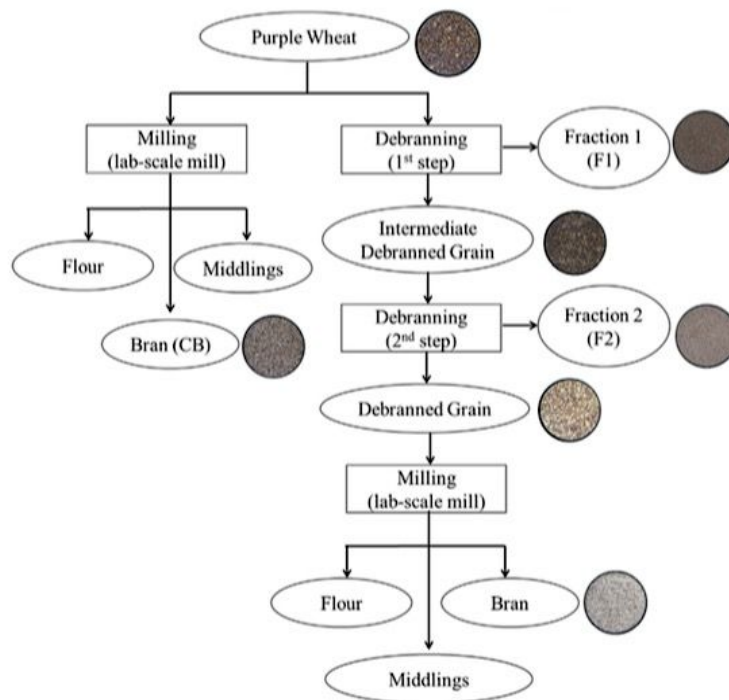 Purple Wheat
Milling
(lab-scale mill)
Debranning
(1st step)
Fraction 1
(F1)
Flour
Middlings
Intermediate
Debranned Grain
Bran (CB)
Debranning
(2nd step)
Fraction 2
(F2)
Debranned Grain
Milling
(lab-scale mill)
Flour
Bran
Middlings